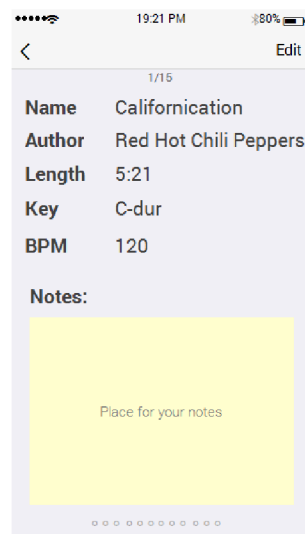 19:21 PM 80%
Edit
1/15
Name Californication
Author Red Hot Chili Peppers
Length 5:21
Key C-dur
BPM 120
Notes:
Place for your notes